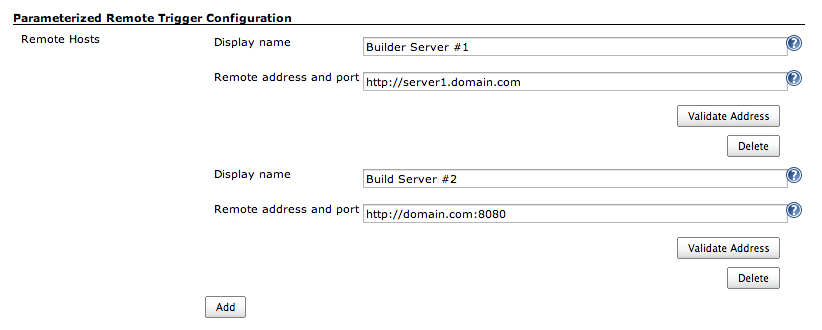 Parameterized Remote Trigger Configuration
Remote Hosts
Display name
Builder Server #1
?
Remote address and port
http://server1.domain.com
?
Validate Address
Delete
Display name
Build Server #2
?
Remote address and port
http://domain.com:8080
?
Validate Address
Delete
Add